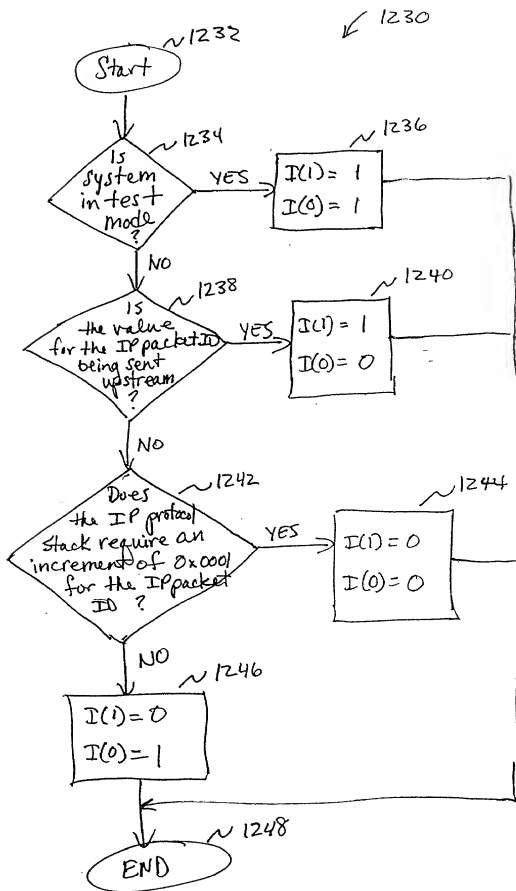 1230
1232
Start
1234
Is
system
in test
mode
?
YES
1236
I(1) = 1
I(0) = 1
NO
1238
Is
the value
for the IP packet ID
being sent
upstream
?
YES
1240
I(1) = 1
I(0) = 0
NO
1242
Does
the IP protocol
stack require an
increment of 0x0001
for the IP packet
ID ?
YES
1244
I(1) = 0
I(0) = 0
NO
1246
I(1) = 0
I(0) = 1
1248
END